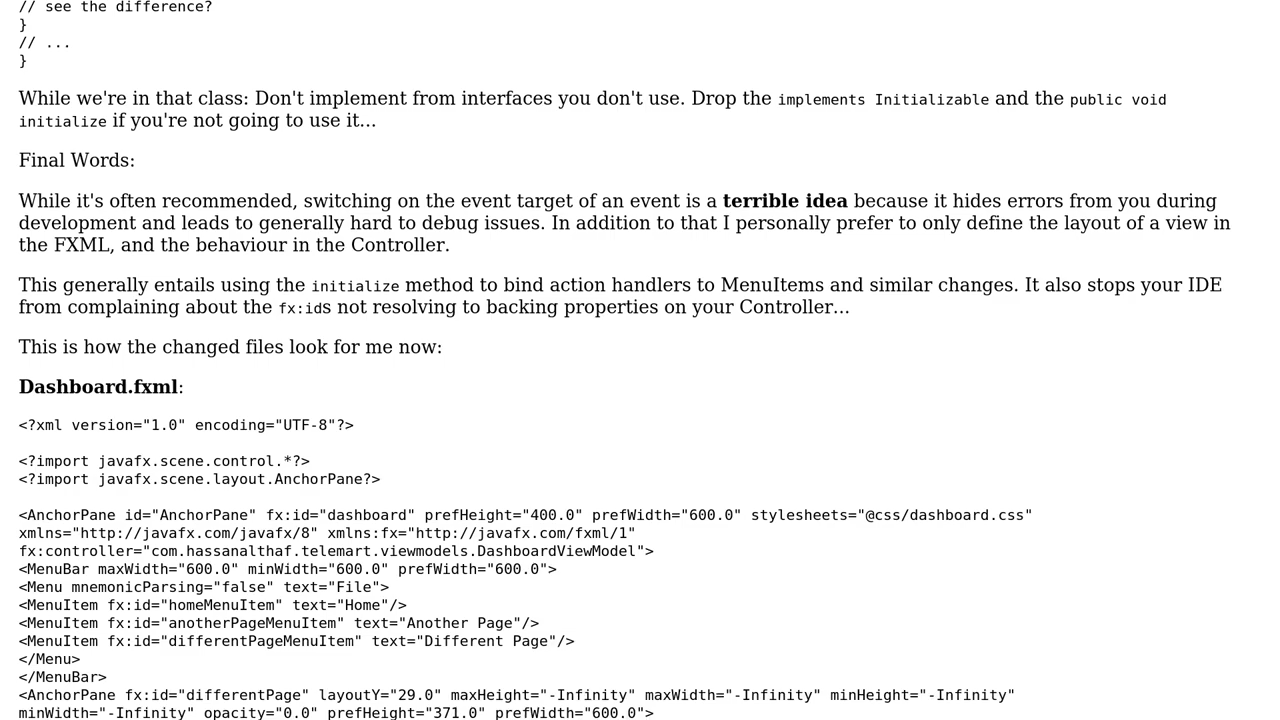 // see the difference?
}
// ...
}
While we're in that class: Don't implement from interfaces you don't use. Drop the implements Initializable and the public void
initialize if you're not going to use it...
Final Words:
While it's often recommended, switching on the event target of an event is a terrible idea because it hides errors from you during
development and leads to generally hard to debug issues. In addition to that I personally prefer to only define the layout of a view in
the FXML, and the behaviour in the Controller.
This generally entails using the initialize method to bind action handlers to MenuItems and similar changes. It also stops your IDE
from complaining about the fx:ids not resolving to backing properties on your Controller...
This is how the changed files look for me now:
Dashboard.fxml:
<?xml version="1.0" encoding="UTF-8"?>
<?import javafx.scene.control.*?>
<?import javafx.scene.layout.AnchorPane?>
<AnchorPane id="AnchorPane" fx:id="dashboard" prefHeight="400.0" prefWidth="600.0" stylesheets="@css/dashboard.css"
xmlns="http://javafx.com/javafx/8" xmlns:fx="http://javafx.com/fxml/1"
fx:controller="com.hassanalthaf.telemart.viewmodels.DashboardViewModel">
<MenuBar maxWidth="600.0" minWidth="600.0" prefWidth="600.0">
<Menu mnemonicParsing="false" text="File">
<MenuItem fx:id="homeMenuItem" text="Home"/>
<MenuItem fx:id="anotherPageMenuItem" text="Another Page"/>
<MenuItem fx:id="differentPageMenuItem" text="Different Page"/>
</Menu>
</MenuBar>
<AnchorPane fx:id="differentPage" layoutY="29.0" maxHeight="-Infinity" maxWidth="-Infinity" minHeight="-Infinity"
minWidth="-Infinity" opacity="0.0" prefHeight="371.0" prefWidth="600.0">